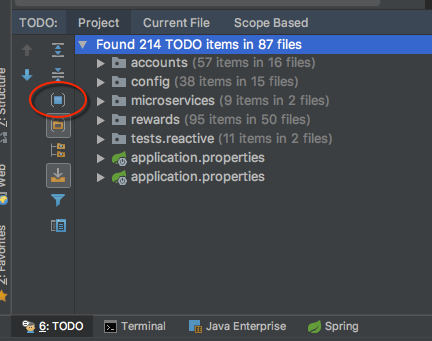 TODO: Project Current File Scope Based
Found 214 TODO items in 87 files
accounts (57 items in 16 files)
config (38 items in 15 files)
microservices (9 items in 2 files)
rewards (95 items in 50 files)
tests.reactive (11 items in 2 files)
application.properties
application.properties
Z: Structure
Web
2: Favorites
6: TODO Terminal Java Enterprise Spring